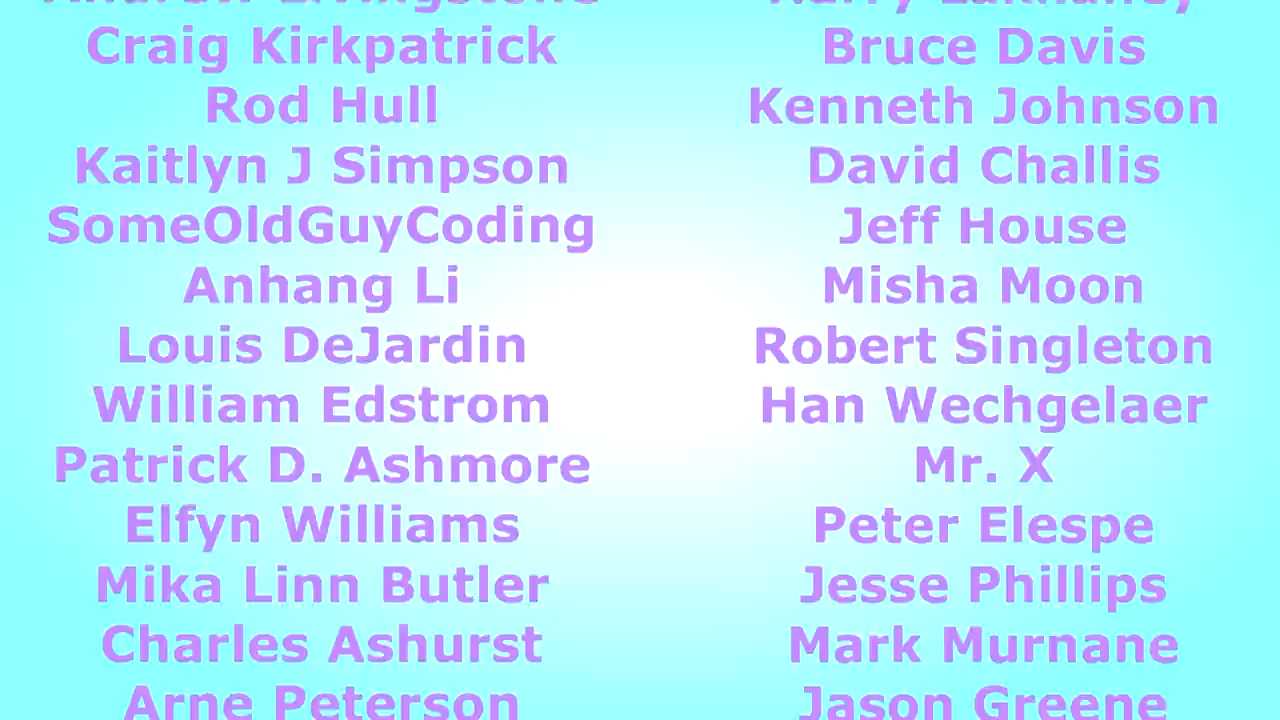 Craig Kirkpatrick
Rod Hull
Kaitlyn J Simpson
SomeOldGuyCoding
Anhang Li
Louis DeJardin
William Edstrom
Patrick D. Ashmore
Elfyn Williams
Mika Linn Butler
Charles Ashurst
Arne Peterson
Bruce Davis
Kenneth Johnson
David Challis
Jeff House
Misha Moon
Robert Singleton
Han Wechgelaer
Mr. X
Peter Elespe
Jesse Phillips
Mark Murnane
Jason Greene